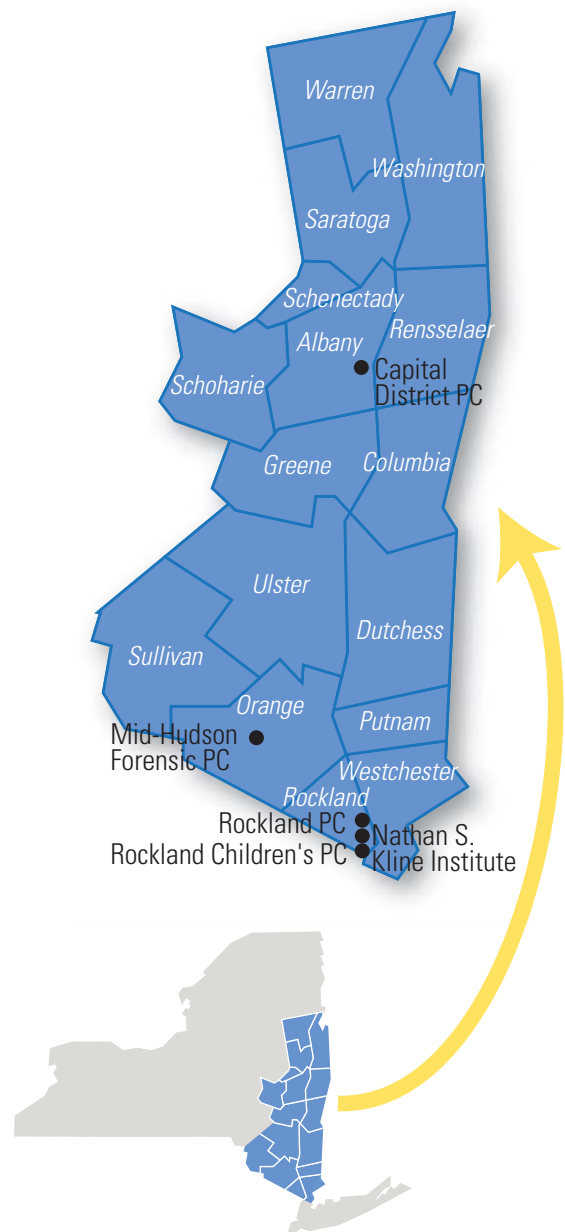 Warren
Washington
Saratoga
Schenectady
Albany
Rensselaer
Schoharie
Capital
District PC
Greene
Columbia
Ulster
Dutchess
Sullivan
Orange
Putnam
Mid-Hudson
Forensic PC
Westchester
Rockland
Rockland PC
Nathan S.
Kline Institute
Rockland Children's PC